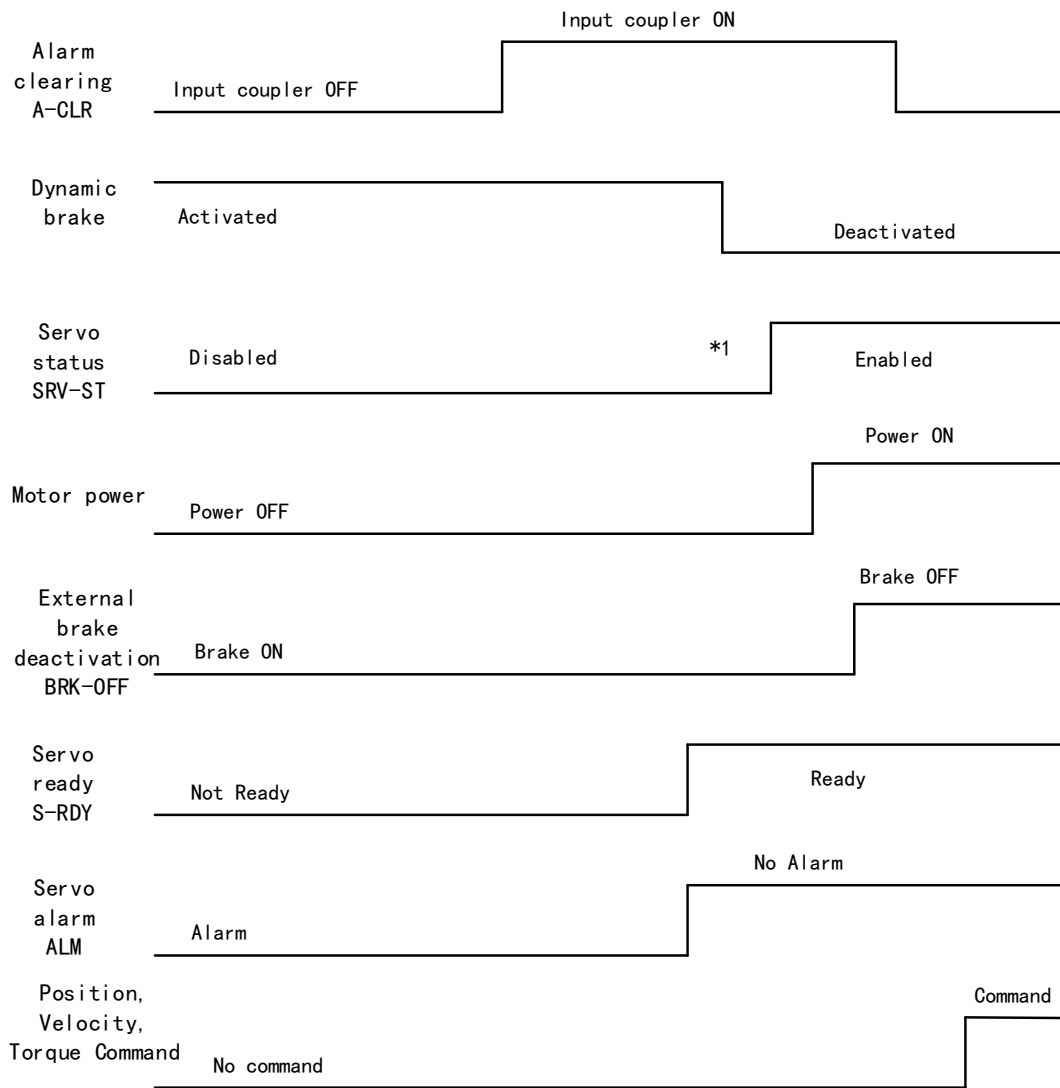 Input coupler ON
Alarm
clearing
A-CLR
Input coupler OFF
Dynamic
brake
Activated
Deactivated
Servo
status
SRV-ST
Disabled
*1
Enabled
Power ON
Motor power
Power OFF
Brake OFF
External
brake
deactivation
BRK-OFF
Brake ON
Servo
ready
S-RDY
Not Ready
Ready
No Alarm
Servo
alarm
ALM
Alarm
Position,
Velocity,
Torque Command
Command
No command